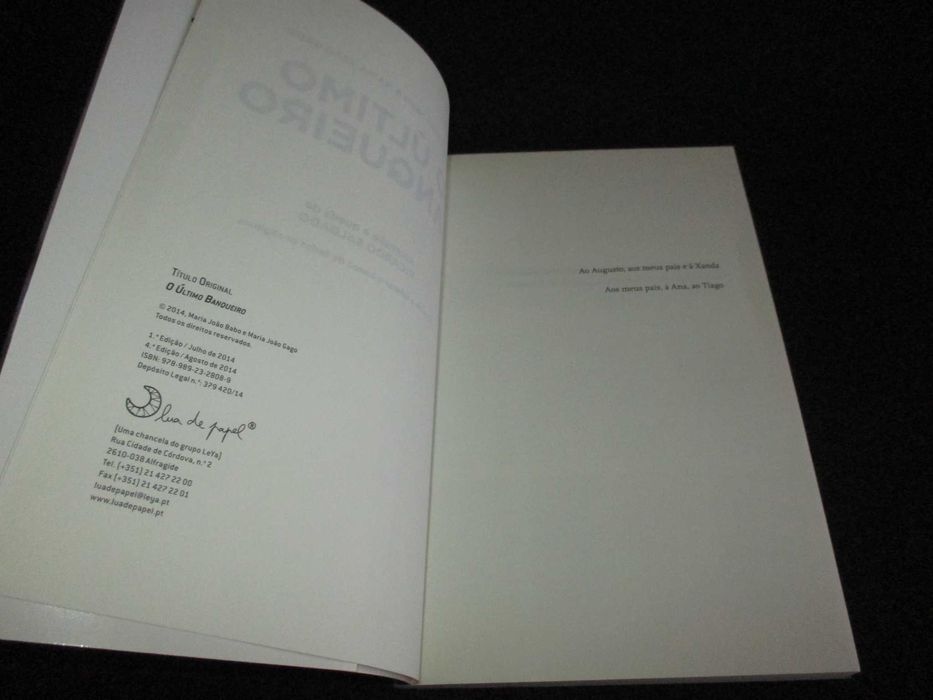 TÍTULO ORIGINAL
O ÚLTIMO BANQUEIRO
© 2014, Maria João Babo e Maria João Gago
Todos os direitos reservados.
1.ª Edição / Julho de 2014
4.ª Edição / Agosto de 2014
ISBN: 978-989-23-2808-9
Depósito Legal n.º: 379 420/14
lua de papel®
[Uma chancela do grupo LeYa]
Rua Cidade de Córdova, n.º 2
2610-038 Alfragide
Tel. (+351) 21 427 22 00
Fax (+351) 21 427 22 01
luadepapel@leya.pt
www.luadepapel.pt
Ao Augusto, aos meus pais e à Xanda
Aos meus pais, à Ana, ao Tiago